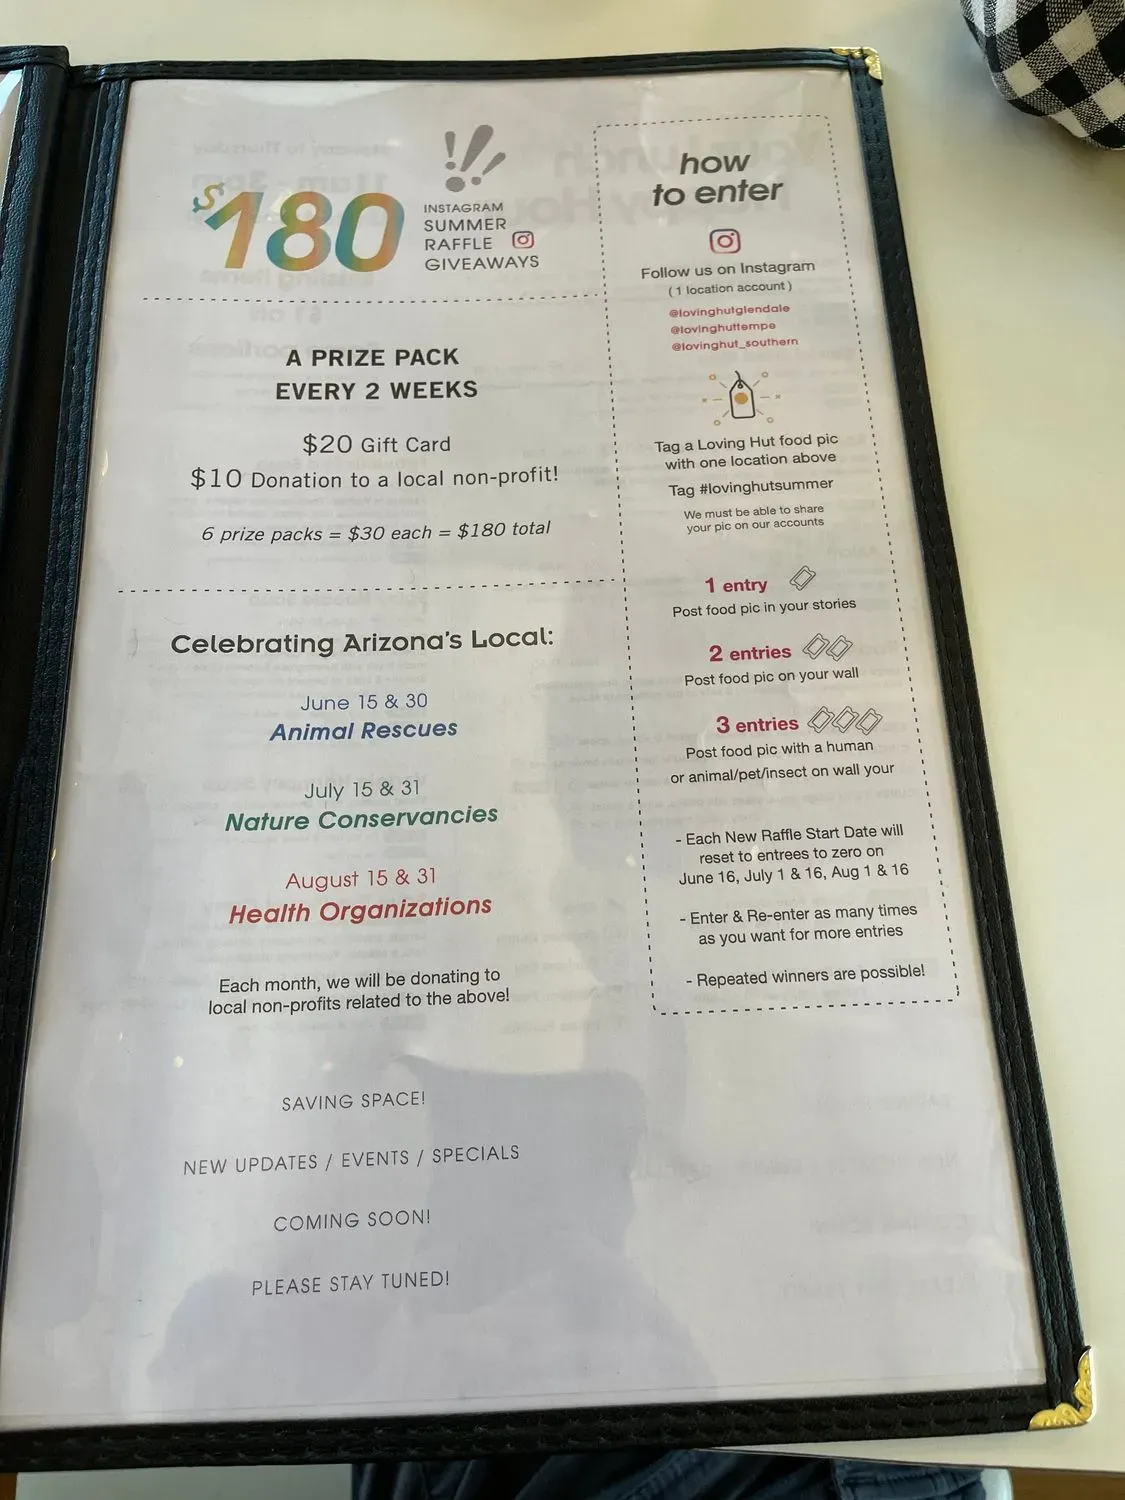 $180
INSTAGRAM
SUMMER
RAFFLE
GIVEAWAYS
A PRIZE PACK
EVERY 2 WEEKS
$20 Gift Card
$10 Donation to a local non-profit!
6 prize packs = $30 each = $180 total
Celebrating Arizona's Local:
June 15 & 30
Animal Rescues
July 15 & 31
Nature Conservancies
August 15 & 31
Health Organizations
Each month, we will be donating to
local non-profits related to the above!
SAVING SPACE!
NEW UPDATES / EVENTS / SPECIALS
COMING SOON!
PLEASE STAY TUNED!
how
to enter
Follow us on Instagram
( 1 location account )
@lovinghutglendale
@lovinghuttempe
@lovinghut_southern
Tag a Loving Hut food pic
with one location above
Tag #lovinghutsummer
We must be able to share
your pic on our accounts
1 entry
Post food pic in your stories
2 entries
Post food pic on your wall
3 entries
Post food pic with a human
or animal/pet/insect on wall your
- Each New Raffle Start Date will
reset to entrees to zero on
June 16, July 1 & 16, Aug 1 & 16
- Enter & Re-enter as many times
as you want for more entries
- Repeated winners are possible!